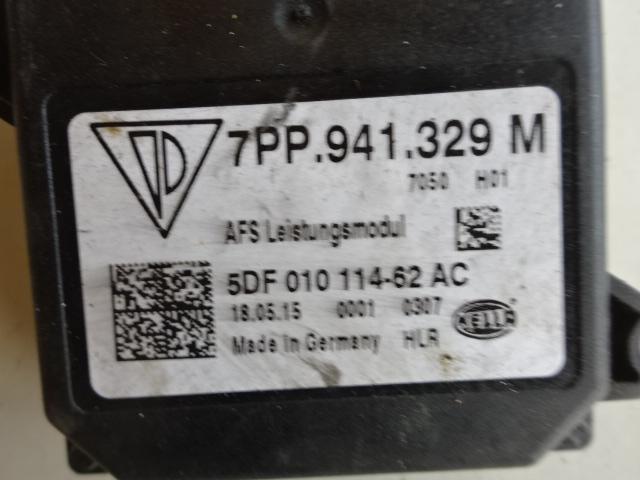 7PP.941.329 M
7050 H01
AFS Leistungsmodul
5DF 010 114-62 AC
18.05.15 0001 0307
HELLA
Made in Germany HLR